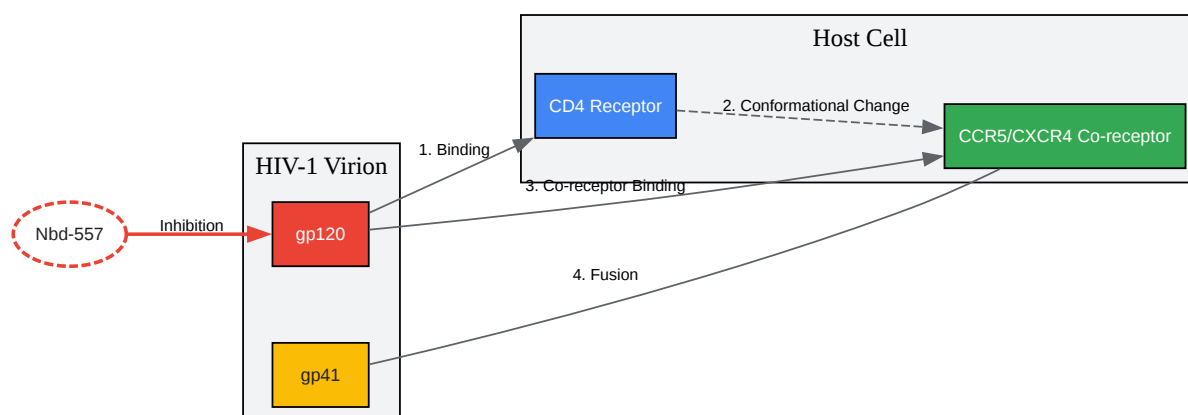 Host Cell
CD4 Receptor
2. Conformational Change
CCR5/CXCR4 Co-receptor
1. Binding
HIV-1 Virion
3. Co-receptor Binding
Nbd-557
Inhibition
gp120
4. Fusion
gp41